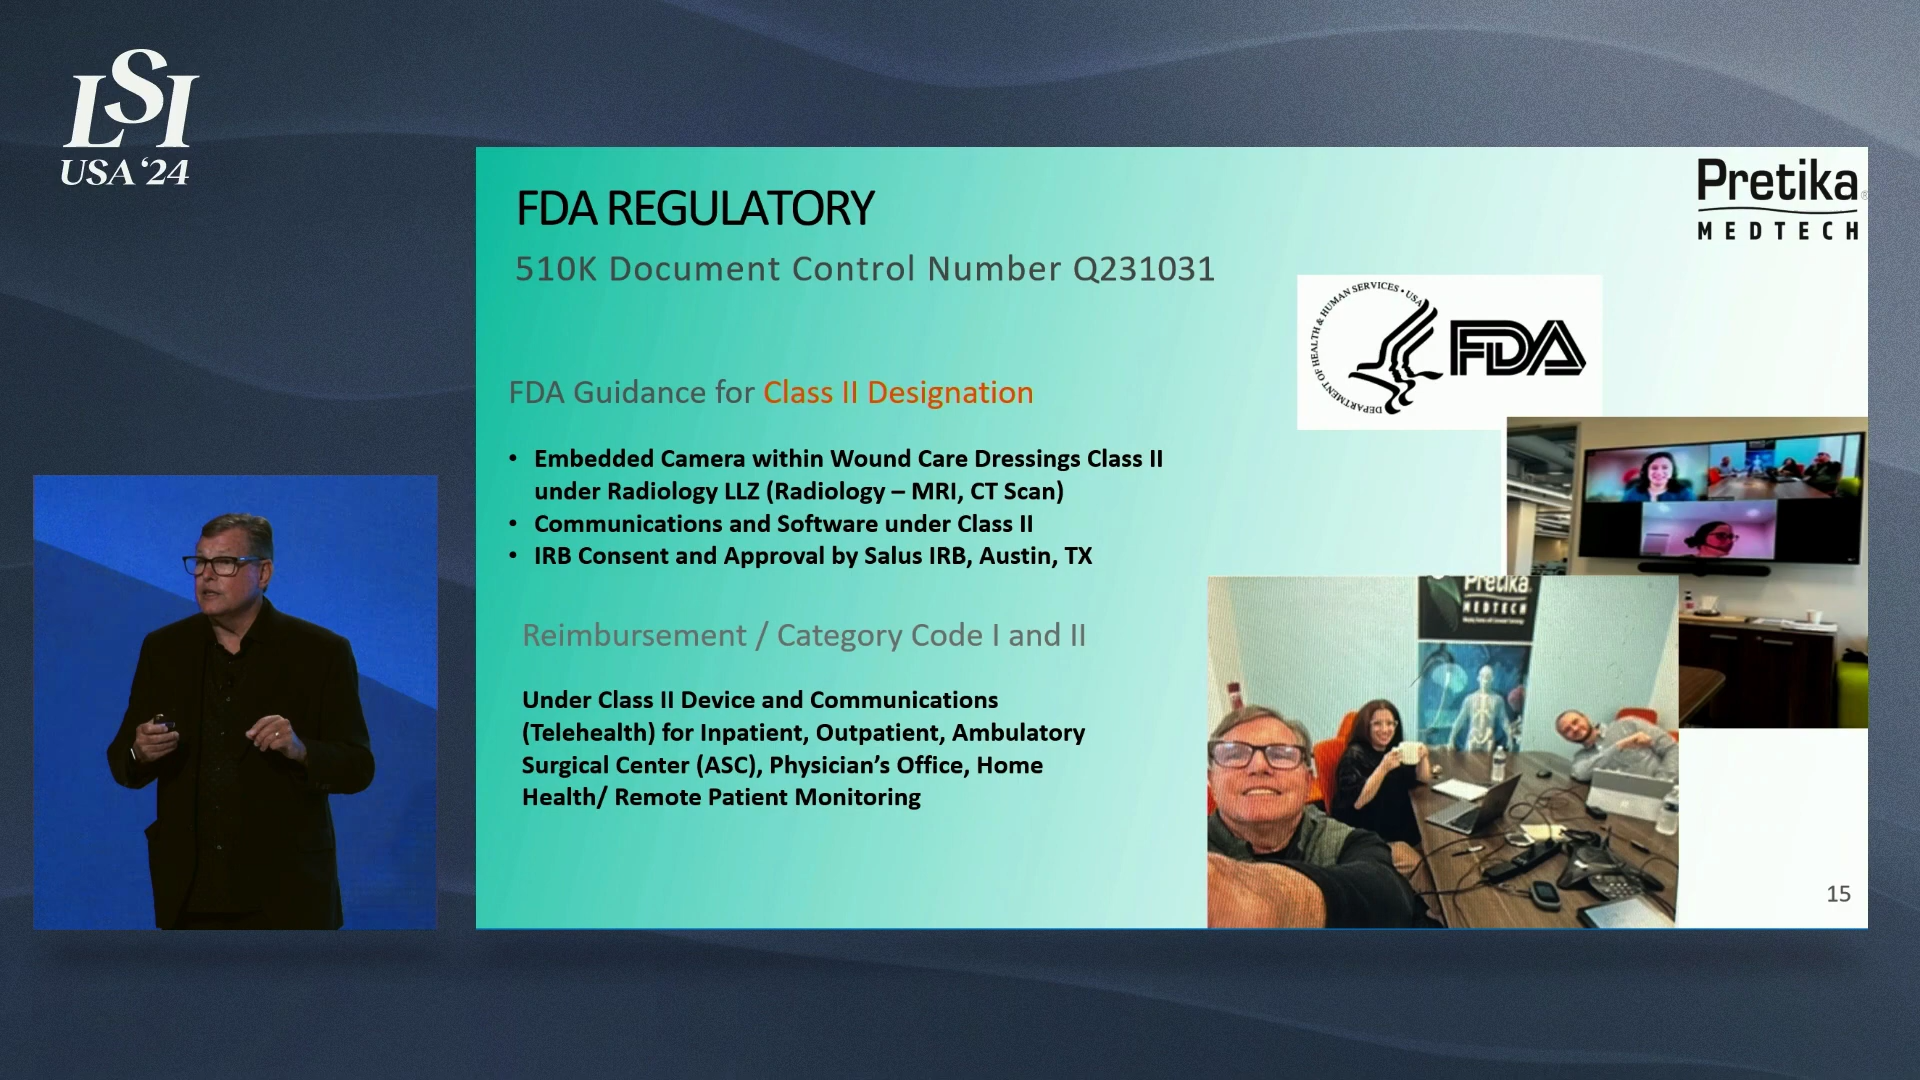 LSI
USA '24
Pretika
MEDTECH
FDA REGULATORY
510K Document Control Number Q231031
DEPARTMENT OF HEALTH & HUMAN SERVICES • USA
FDA
FDA Guidance for Class II Designation
• Embedded Camera within Wound Care Dressings Class II
under Radiology LLZ (Radiology – MRI, CT Scan)
• Communications and Software under Class II
• IRB Consent and Approval by Salus IRB, Austin, TX
Reimbursement / Category Code I and II
Under Class II Device and Communications
(Telehealth) for Inpatient, Outpatient, Ambulatory
Surgical Center (ASC), Physician's Office, Home
Health/ Remote Patient Monitoring
Pretika
MEDTECH
15